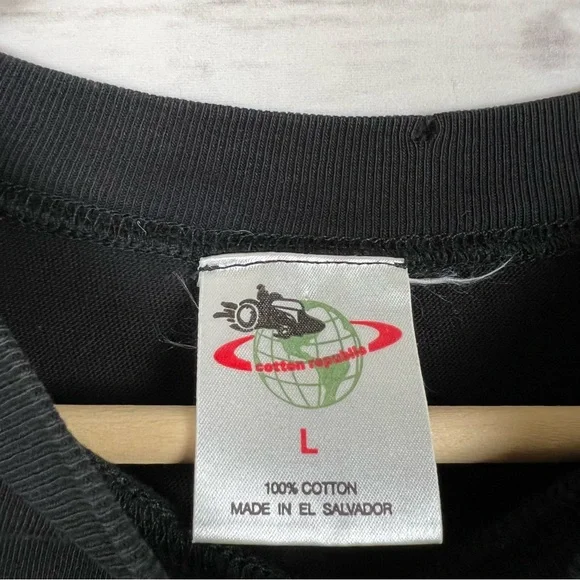 cotton republic
L
100% COTTON
MADE IN EL SALVADOR